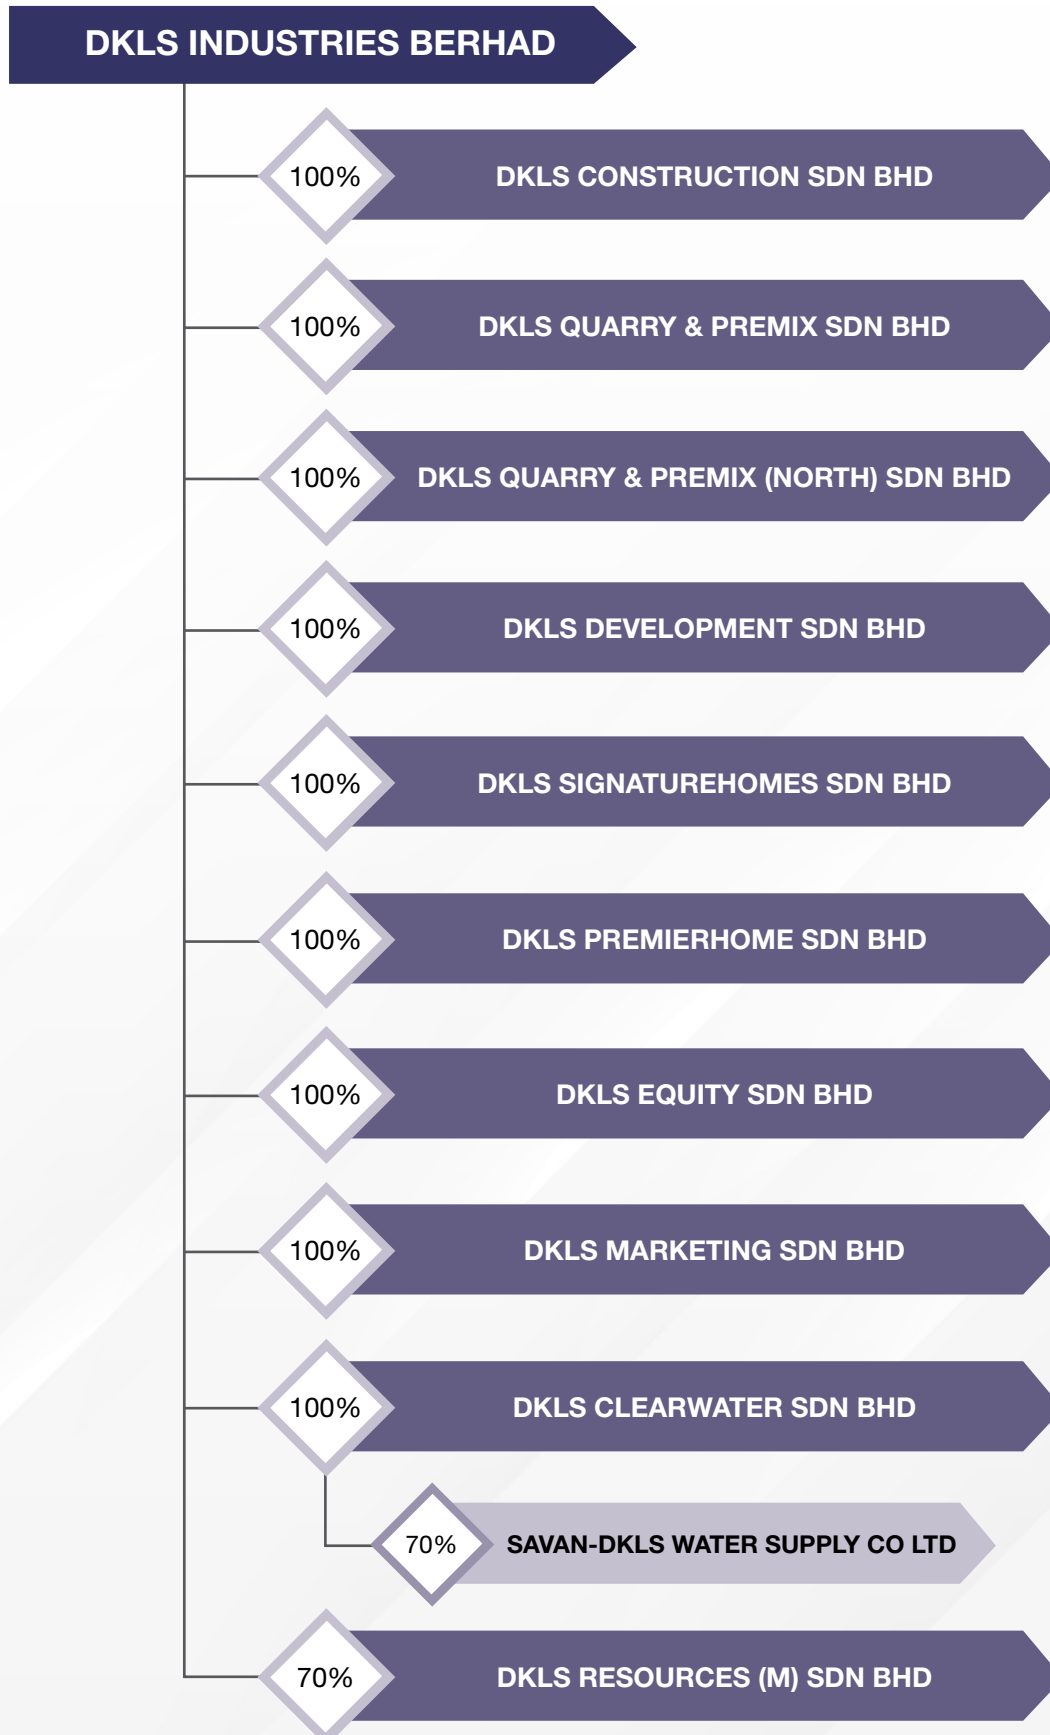 DKLS INDUSTRIES BERHAD
100% DKLS CONSTRUCTION SDN BHD
100% DKLS QUARRY & PREMIX SDN BHD
100% DKLS QUARRY & PREMIX (NORTH) SDN BHD
100% DKLS DEVELOPMENT SDN BHD
100% DKLS SIGNATUREHOMES SDN BHD
100% DKLS PREMIERHOME SDN BHD
100% DKLS EQUITY SDN BHD
100% DKLS MARKETING SDN BHD
100% DKLS CLEARWATER SDN BHD
70% SAVAN-DKLS WATER SUPPLY CO LTD
70% DKLS RESOURCES (M) SDN BHD